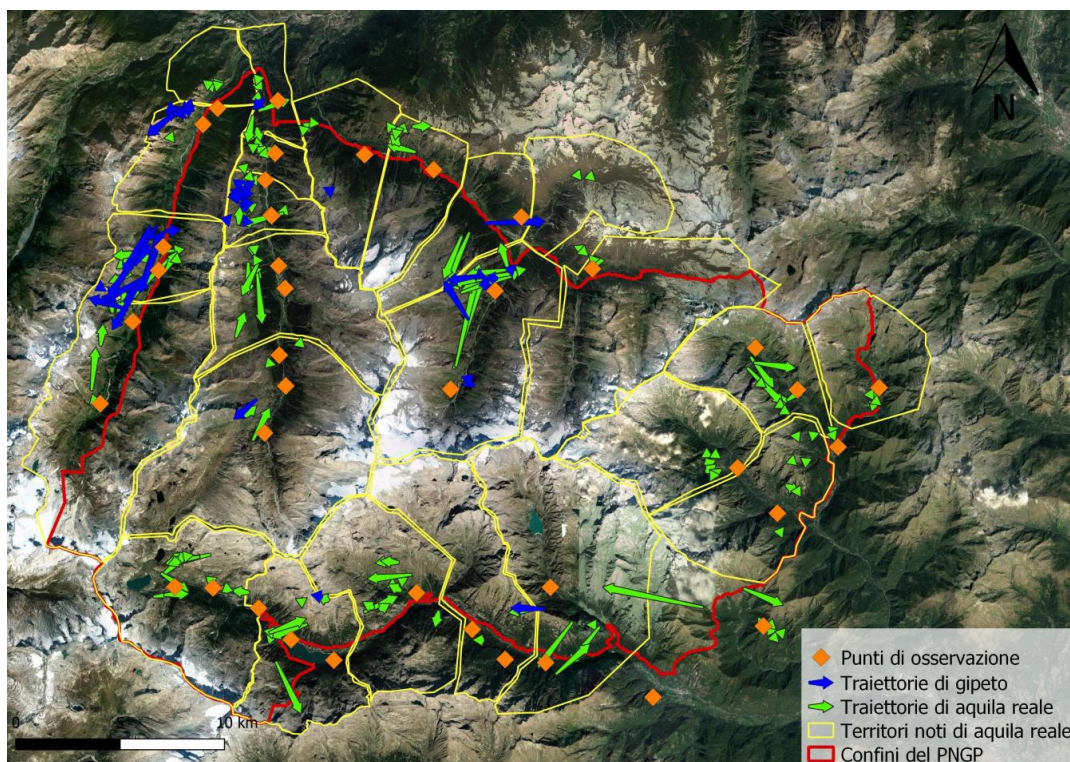 N
Punti di osservazione
Traiettorie di gipeto
Traiettorie di aquila reale
Territori noti di aquila reale
Confini del PNGP
0 5 10 km